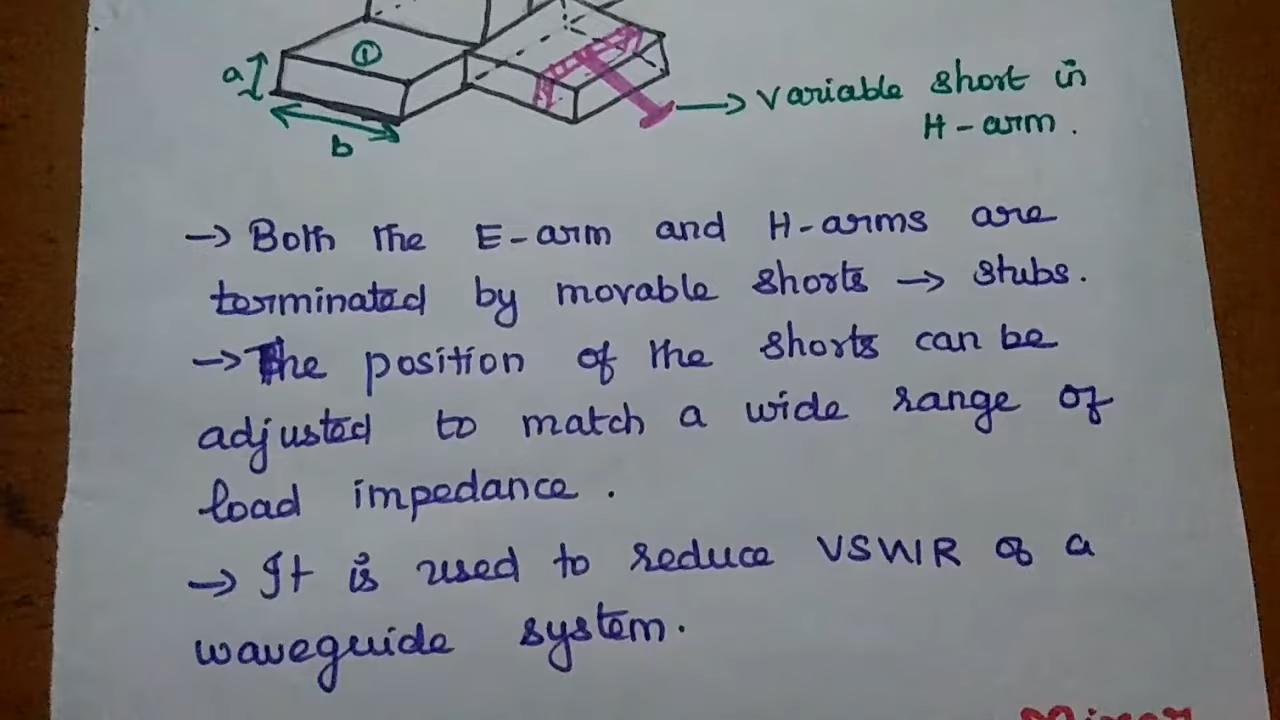 ①
a
b
→ Variable short in
H-arm.
→ Both the E-arm and H-arms are
terminated by movable shorts → stubs.
→ The position of the shorts can be
adjusted to match a wide range of
load impedance.
→ It is used to reduce VSWR of a
waveguide system.